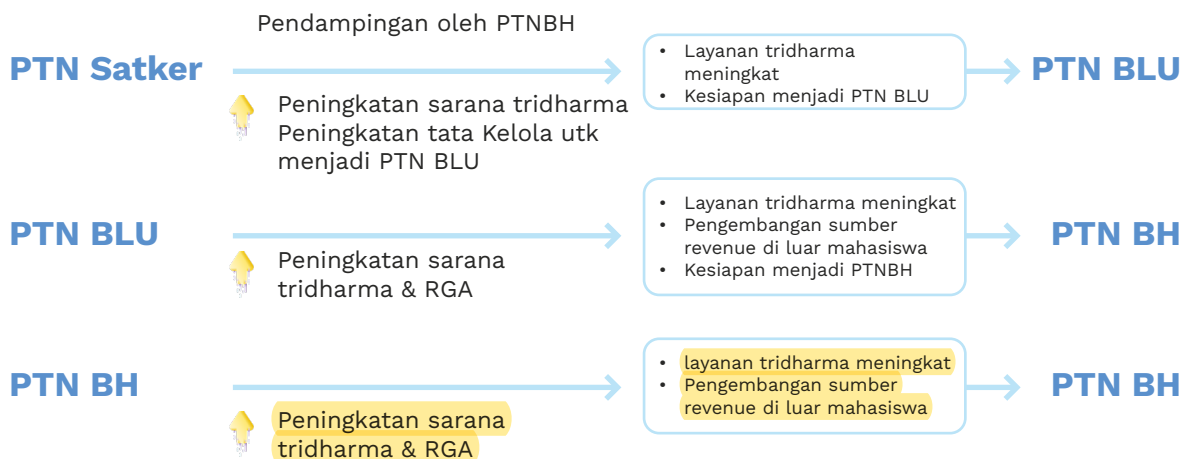 Pendampingan oleh PTNBH
PTN Satker
Peningkatan sarana tridharma
Peningkatan tata Kelola utk
menjadi PTN BLU
• Layanan tridharma
meningkat
• Kesiapan menjadi PTN BLU
PTN BLU
PTN BLU
Peningkatan sarana
tridharma & RGA
• Layanan tridharma meningkat
• Pengembangan sumber
revenue di luar mahasiswa
• Kesiapan menjadi PTNBH
PTN BH
PTN BH
Peningkatan sarana
tridharma & RGA
• layanan tridharma meningkat
• Pengembangan sumber
revenue di luar mahasiswa
PTN BH